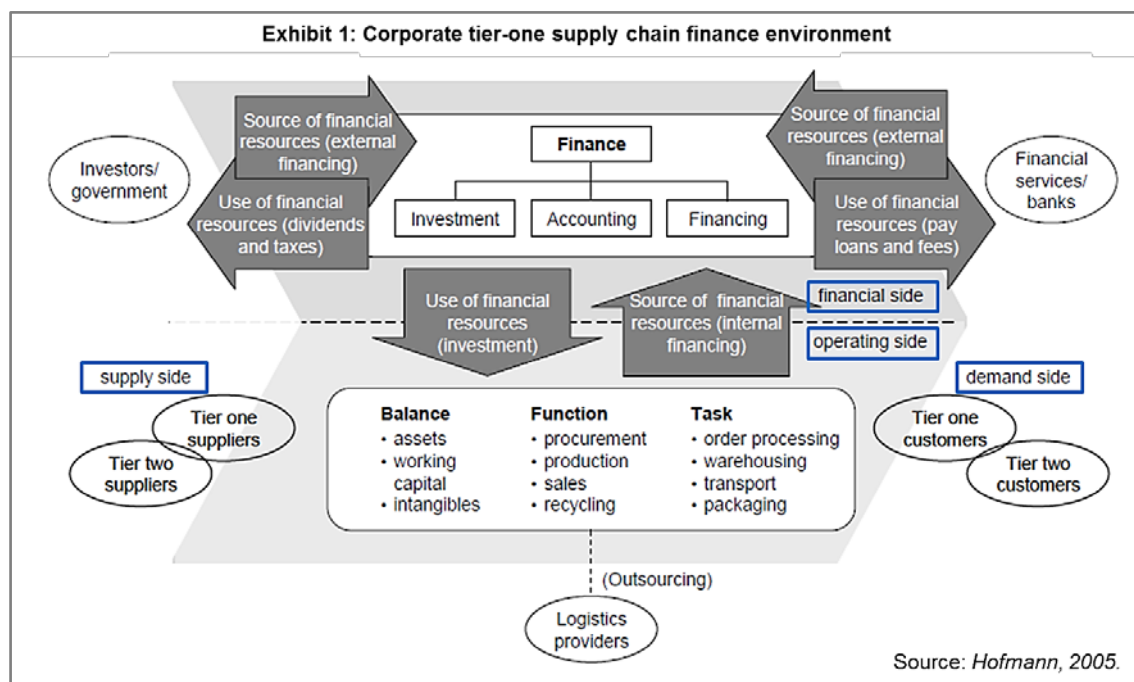 Exhibit 1: Corporate tier-one supply chain finance environment
Source of financial
resources (external
financing)
Source of financial
resources (external
financing)
Finance
Investors/
government
Financial
services/
banks
Use of financial
resources (dividends
and taxes)
Investment
Accounting
Financing
Use of financial
resources (pay
loans and fees)
Use of financial
resources
(investment)
Source of financial
resources (internal
financing)
financial side
operating side
supply side
demand side
Tier one
suppliers
Tier two
suppliers
Balance
• assets
• working
capital
• intangibles
Function
• procurement
• production
• sales
• recycling
Task
• order processing
• warehousing
• transport
• packaging
Tier one
customers
Tier two
customers
(Outsourcing)
Logistics
providers
Source: Hofmann, 2005.